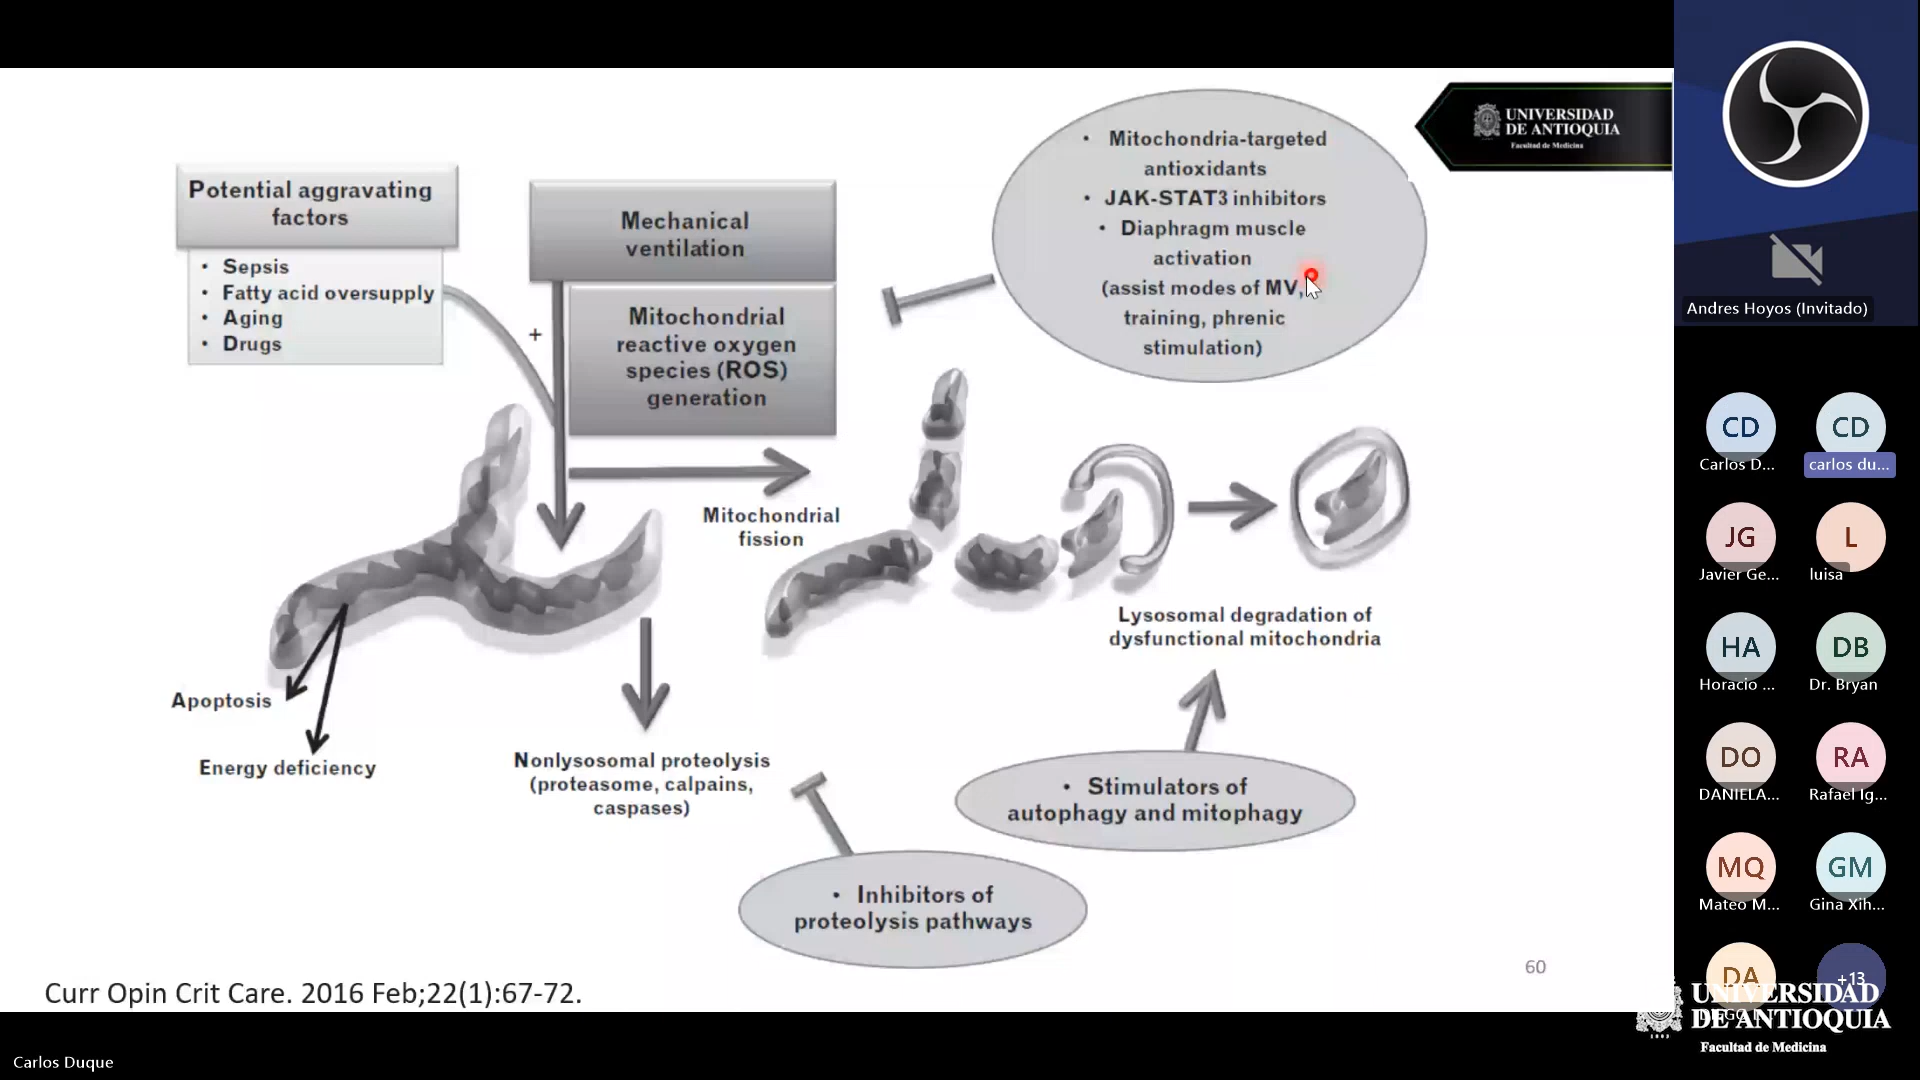 Potential aggravating
factors
• Sepsis
• Fatty acid oversupply
• Aging
• Drugs
Mechanical
ventilation
+
Mitochondrial
reactive oxygen
species (ROS)
generation
• Mitochondria-targeted
antioxidants
• JAK-STAT3 inhibitors
• Diaphragm muscle
activation
(assist modes of MV,
training, phrenic
stimulation)
UNIVERSIDAD
DE ANTIOQUIA
Facultad de Medicina
Mitochondrial
fission
Lysosomal degradation of
dysfunctional mitochondria
Apoptosis
Energy deficiency
Nonlysosomal proteolysis
(proteasome, calpains,
caspases)
• Stimulators of
autophagy and mitophagy
• Inhibitors of
proteolysis pathways
60
Curr Opin Crit Care. 2016 Feb;22(1):67-72.
Carlos Duque
Andres Hoyos (Invitado)
CD
Carlos D...
CD
carlos du...
JG
Javier Ge...
L
luisa
HA
Horacio ...
DB
Dr. Bryan
DO
DANIELA...
RA
Rafael Ig...
MQ
Mateo M...
GM
Gina Xih...
DA
+13
UNIVERSIDAD
DE ANTIOQUIA
Facultad de Medicina